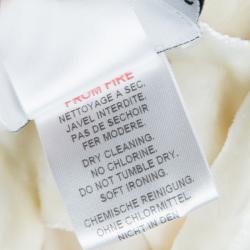 FROM FIRE
NETTOYAGE A SEC.
JAVEL INTERDITE
PAS DE SECHOIR
FER MODERE.
DRY CLEANING.
NO CHLORINE.
DO NOT TUMBLE DRY.
SOFT IRONING.
CHEMISCHE REINIGUNG.
OHNE CHLORMITTEL.
NICHT IN DEN